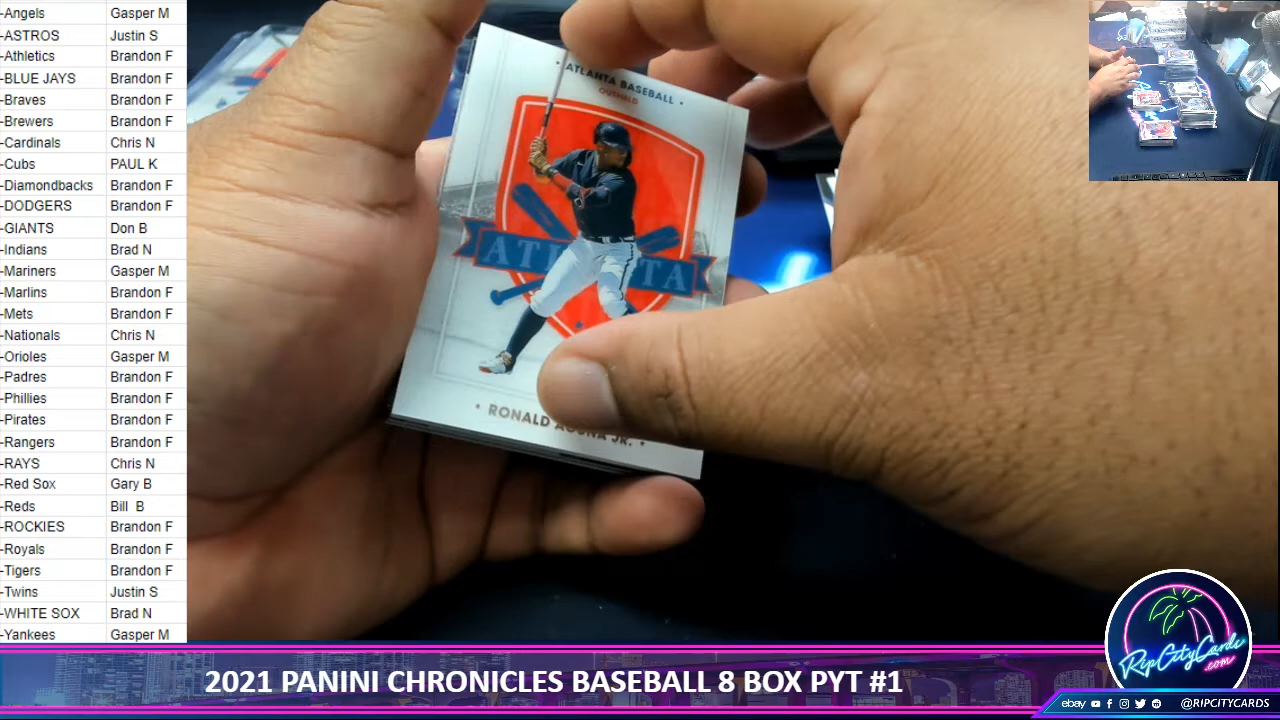 -Angels Gasper M
-ASTROS Justin S
-Athletics Brandon F
-BLUE JAYS Brandon F
-Braves Brandon F
-Brewers Brandon F
-Cardinals Chris N
-Cubs PAUL K
-Diamondbacks Brandon F
-DODGERS Brandon F
-GIANTS Don B
-Indians Brad N
-Mariners Gasper M
-Marlins Brandon F
-Mets Brandon F
-Nationals Chris N
-Orioles Gasper M
-Padres Brandon F
-Phillies Brandon F
-Pirates Brandon F
-Rangers Brandon F
-RAYS Chris N
-Red Sox Gary B
-Reds Bill B
-ROCKIES Brandon F
-Royals Brandon F
-Tigers Brandon F
-Twins Justin S
-WHITE SOX Brad N
-Yankees Gasper M
• ATLANTA BASEBALL •
OUTFIELD
ATL TA
• RONALD ACUNA JR. •
RipCityCards
.com
2021 PANINI CHRONICLES BASEBALL 8 BOX PYT #1
ebay @RIPCITYCARDS